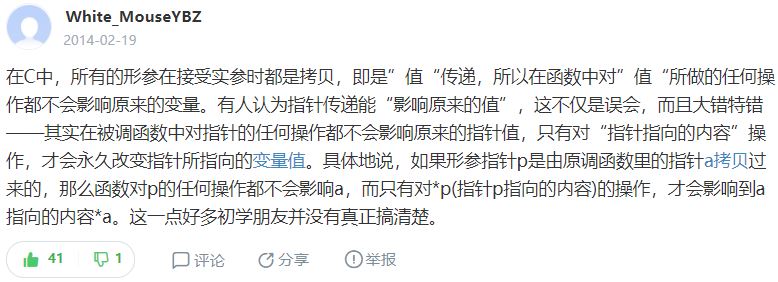 White_MouseYBZ
2014-02-19
在C中，所有的形参在接受实参时都是拷贝，即是”值“传递，所以在函数中对”值“所做的任何操
作都不会影响原来的变量。有人认为指针传递能“影响原来的值”，这不仅是误会，而且大错特错
——其实在被调函数中对指针的任何操作都不会影响原来的指针值，只有对“指针指向的内容”操
作，才会永久改变指针所指向的变量值。具体地说，如果形参指针p是由原调函数里的指针a拷贝过
来的，那么函数对p的任何操作都不会影响a，而只有对*p(指针p指向的内容)的操作，才会影响到a
指向的内容*a。这一点好多初学朋友并没有真正搞清楚。
41 1 评论 分享 举报